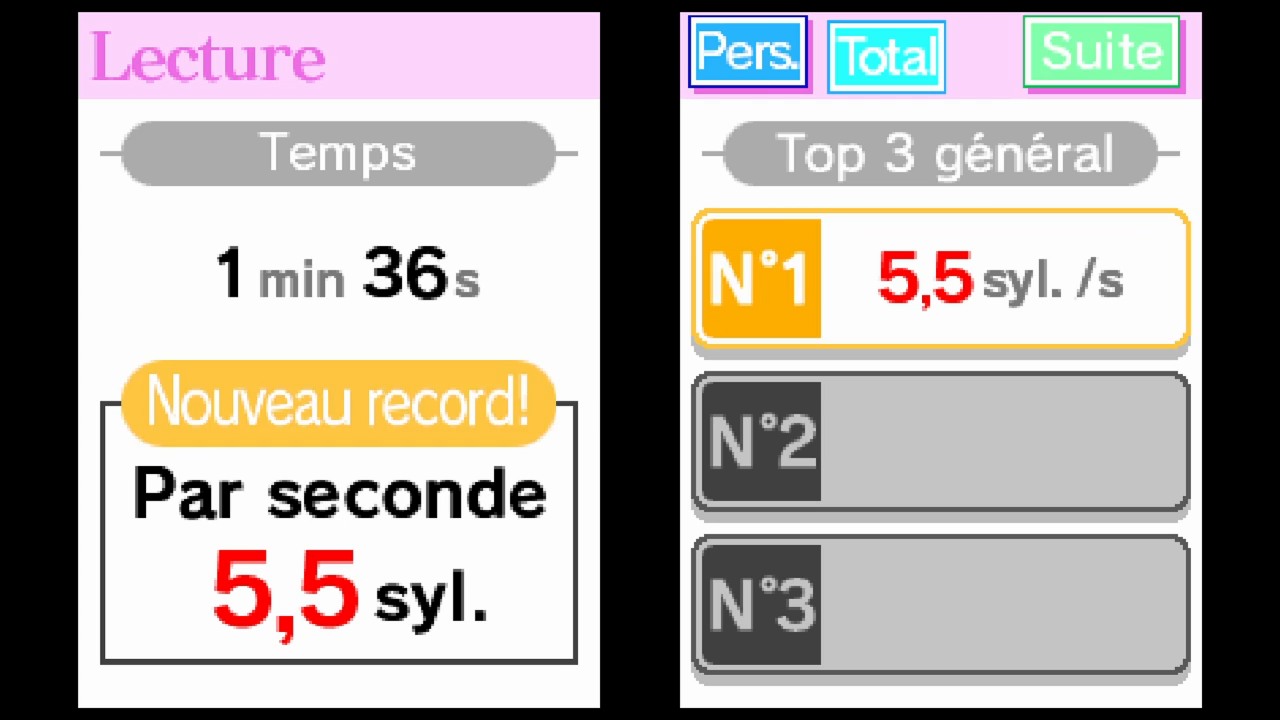 Lecture
Temps
1 min 36 s
Nouveau record!
Par seconde
5,5 syl.
Pers. Total Suite
Top 3 général
N°1 5,5 syl. /s
N°2
N°3